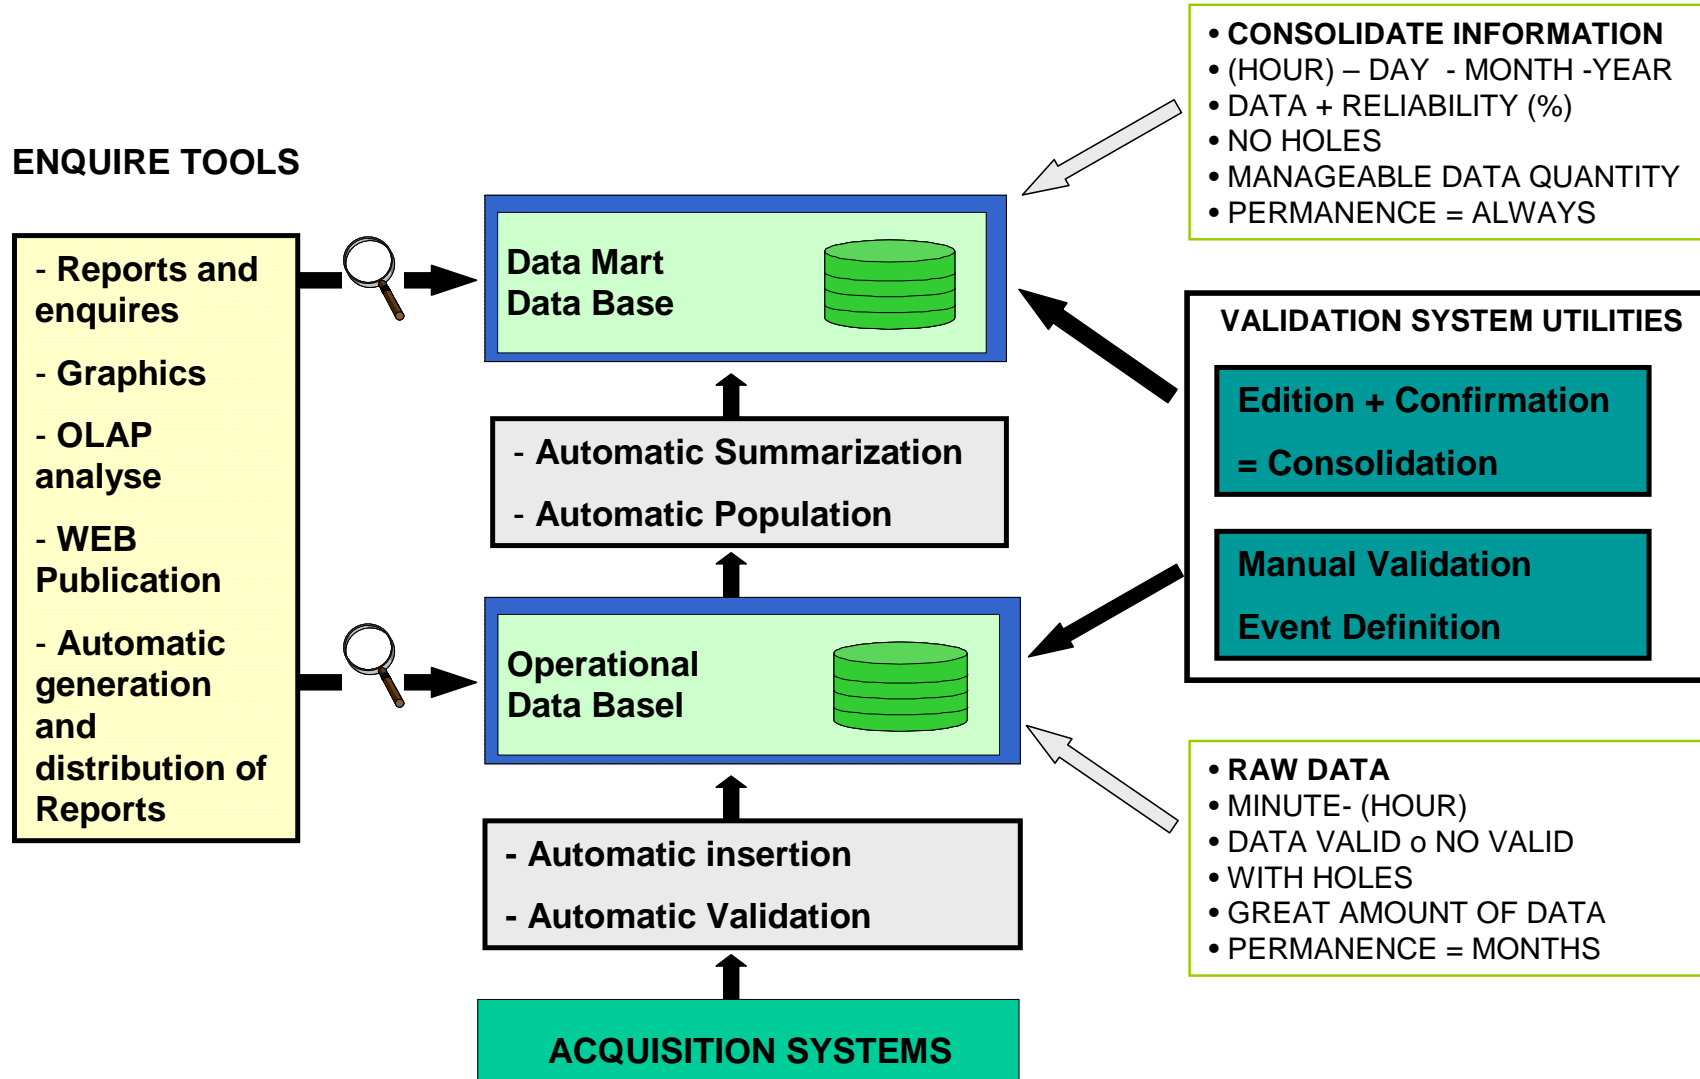 ENQUIRE TOOLS
- Reports and
enquires
- Graphics
- OLAP
analyse
- WEB
Publication
- Automatic
generation
and
distribution of
Reports
Data Mart
Data Base
- Automatic Summarization
- Automatic Population
Operational
Data Basel
- Automatic insertion
- Automatic Validation
ACQUISITION SYSTEMS
• CONSOLIDATE INFORMATION
• (HOUR) – DAY - MONTH -YEAR
• DATA + RELIABILITY (%)
• NO HOLES
• MANAGEABLE DATA QUANTITY
• PERMANENCE = ALWAYS
VALIDATION SYSTEM UTILITIES
Edition + Confirmation
= Consolidation
Manual Validation
Event Definition
• RAW DATA
• MINUTE- (HOUR)
• DATA VALID o NO VALID
• WITH HOLES
• GREAT AMOUNT OF DATA
• PERMANENCE = MONTHS